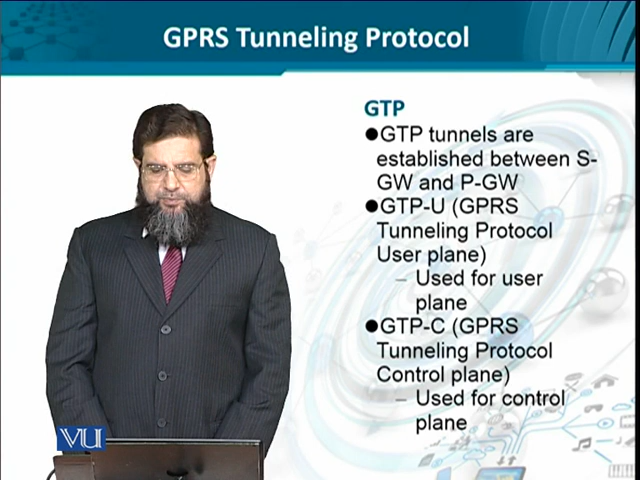 GPRS Tunneling Protocol
GTP
●GTP tunnels are
established between S-
GW and P-GW
●GTP-U (GPRS
Tunneling Protocol
User plane)
– Used for user
plane
●GTP-C (GPRS
Tunneling Protocol
Control plane)
– Used for control
plane
VU